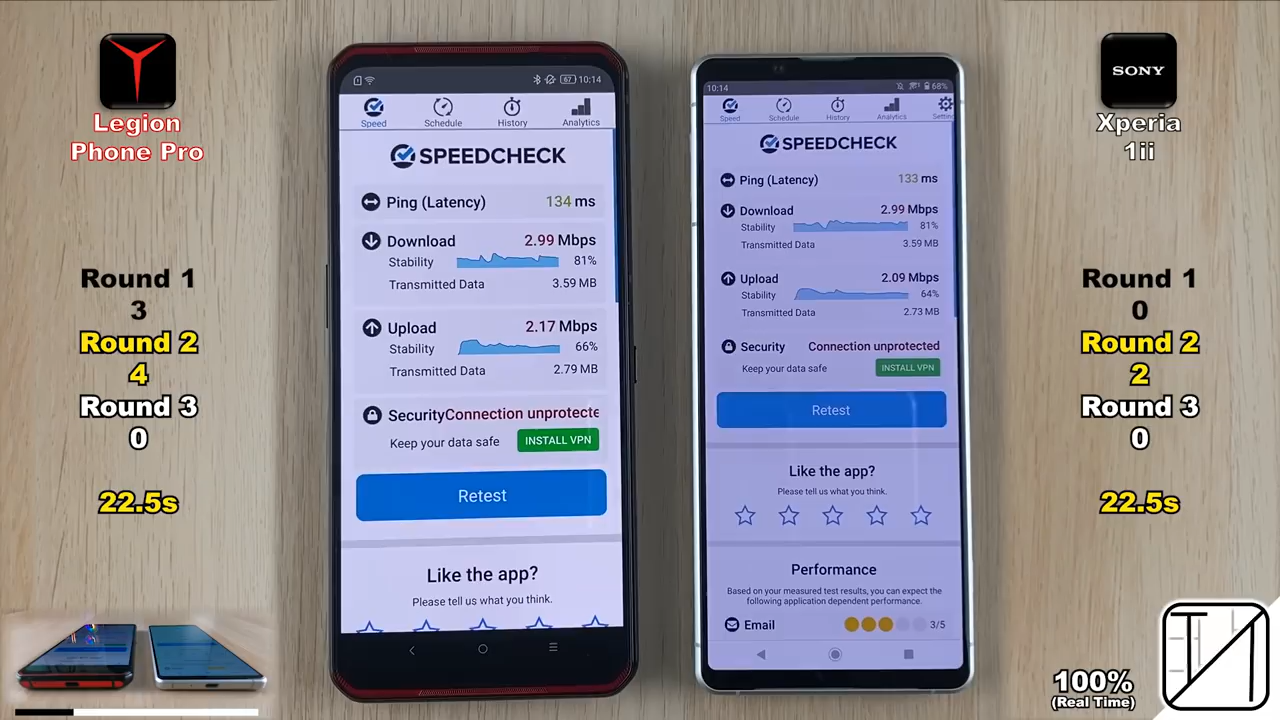 Legion
Phone Pro
Round 1
3
Round 2
4
Round 3
0
22.5s
67 10:14
Speed Schedule History Analytics
SPEEDCHECK
Ping (Latency) 134 ms
Download 2.99 Mbps
Stability 81%
Transmitted Data 3.59 MB
Upload 2.17 Mbps
Stability 66%
Transmitted Data 2.79 MB
SecurityConnection unprotecte
Keep your data safe INSTALL VPN
Retest
Like the app?
Please tell us what you think.
10:14 68%
Speed Schedule History Analytics Settin
SPEEDCHECK
Ping (Latency) 133 ms
Download 2.99 Mbps
Stability 81%
Transmitted Data 3.59 MB
Upload 2.09 Mbps
Stability 64%
Transmitted Data 2.73 MB
Security Connection unprotected
Keep your data safe INSTALL VPN
Retest
Like the app?
Please tell us what you think.
Performance
Based on your measured test results, you can expect the
following application dependent performance.
Email 3/5
SONY
Xperia
1ii
Round 1
0
Round 2
2
Round 3
0
22.5s
100%
(Real Time)